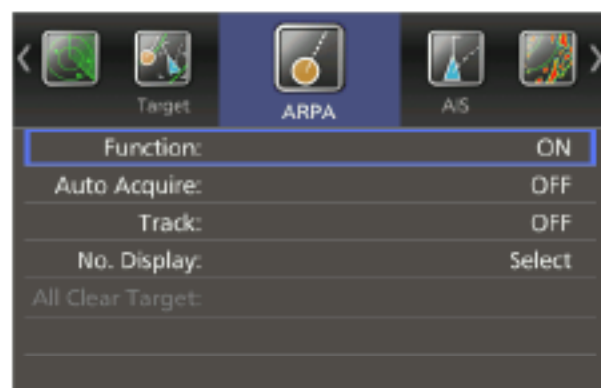 Target
ARPA
AIS
Function: ON
Auto Acquire: OFF
Track: OFF
No. Display: Select
All Clear Target: